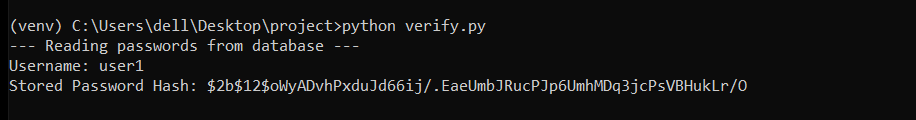 (venv) C:\Users\dell\Desktop\project>python verify.py
--- Reading passwords from database ---
Username: user1
Stored Password Hash: $2b$12$oWyADvhPxduJd66ij/.EaeUmbJRucPJp6UmhMDq3jcPsVBHukLr/O